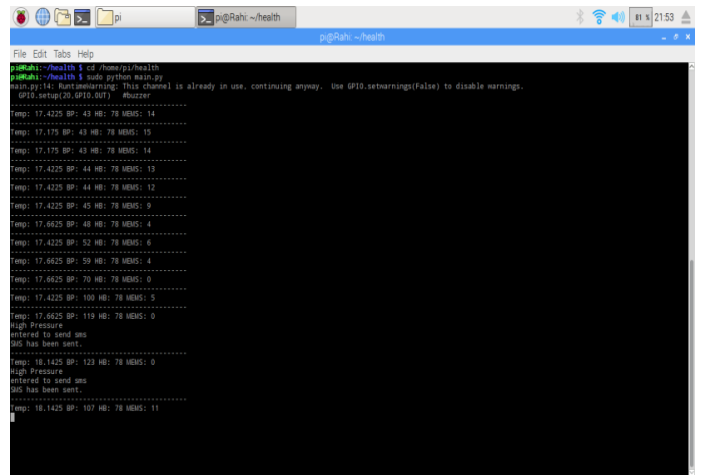 pi
pi@Rahi: ~/health
81 %
21:53
pi@Rahi: ~/health
File Edit Tabs Help
pi@Rahi:~/health $ cd /home/pi/health
pi@Rahi:~/health $ sudo python main.py
main.py:14: RuntimeWarning: This channel is already in use, continuing anyway.  Use GPIO.setwarnings(False) to disable warnings.
  GPIO.setup(20,GPIO.OUT)   #buzzer
----------------------------------------
Temp: 17.4225 BP: 43 HB: 78 MEMS: 14
----------------------------------------
Temp: 17.175 BP: 43 HB: 78 MEMS: 15
----------------------------------------
Temp: 17.175 BP: 43 HB: 78 MEMS: 14
----------------------------------------
Temp: 17.4225 BP: 44 HB: 78 MEMS: 13
----------------------------------------
Temp: 17.4225 BP: 44 HB: 78 MEMS: 12
----------------------------------------
Temp: 17.4225 BP: 45 HB: 78 MEMS: 9
----------------------------------------
Temp: 17.6625 BP: 48 HB: 78 MEMS: 4
----------------------------------------
Temp: 17.4225 BP: 52 HB: 78 MEMS: 6
----------------------------------------
Temp: 17.6625 BP: 59 HB: 78 MEMS: 4
----------------------------------------
Temp: 17.6625 BP: 70 HB: 78 MEMS: 0
----------------------------------------
Temp: 17.4225 BP: 100 HB: 78 MEMS: 5
----------------------------------------
Temp: 17.6625 BP: 119 HB: 78 MEMS: 0
High Pressure
entered to send sms
SMS has been sent.
----------------------------------------
Temp: 18.1425 BP: 123 HB: 78 MEMS: 0
High Pressure
entered to send sms
SMS has been sent.
----------------------------------------
Temp: 18.1425 BP: 107 HB: 78 MEMS: 11